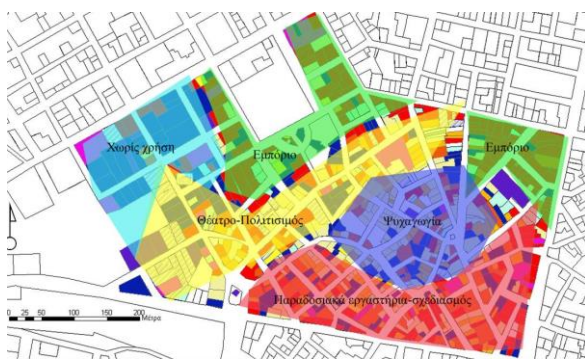 Χωρίς χρήση
Εμπόριο
Εμπόριο
Θέατρο-Πολιτισμός
Ψυχαγωγία
Παραδοσιακά εργαστήρια-σχεδιασμός
0 25 50 100 150 200
Μέτρα